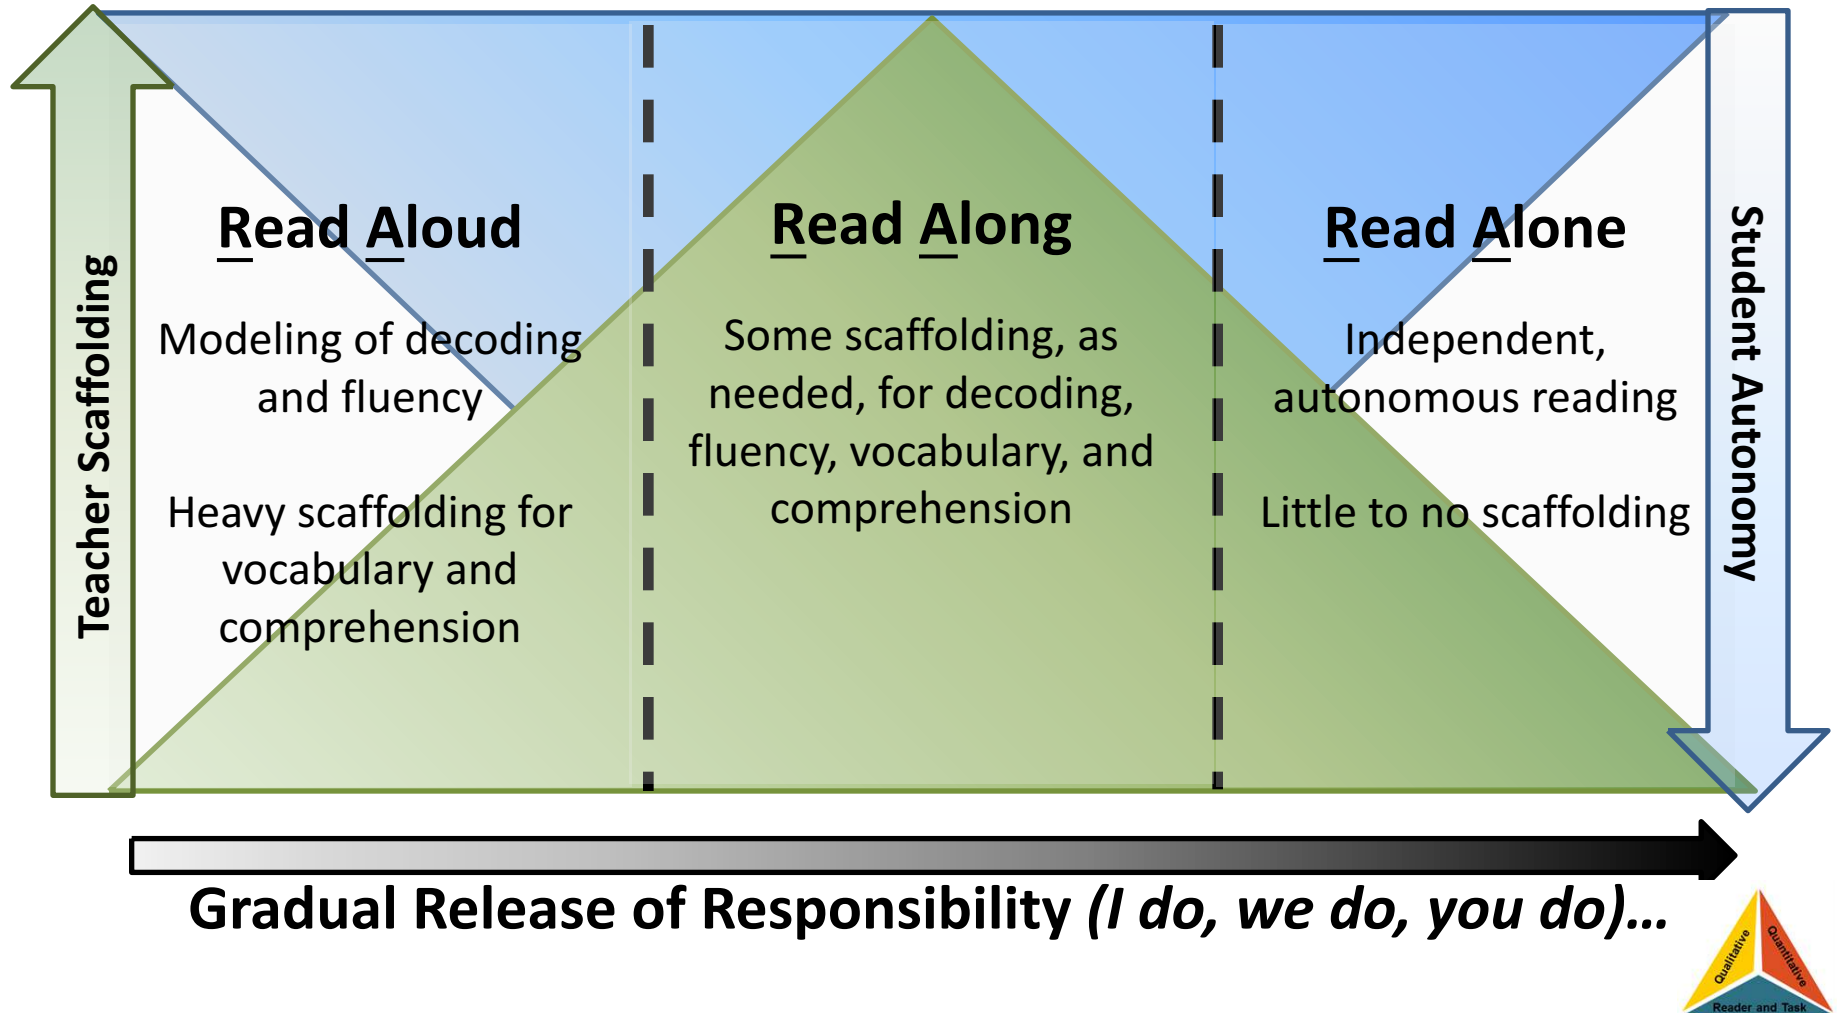 Teacher Scaffolding
Read Aloud
Modeling of decoding
and fluency
Heavy scaffolding for
vocabulary and
comprehension
Read Along
Some scaffolding, as
needed, for decoding,
fluency, vocabulary, and
comprehension
Read Alone
Independent,
autonomous reading
Little to no scaffolding
Student Autonomy
Gradual Release of Responsibility (I do, we do, you do)...
Qualitative
Quantitative
Reader and Task